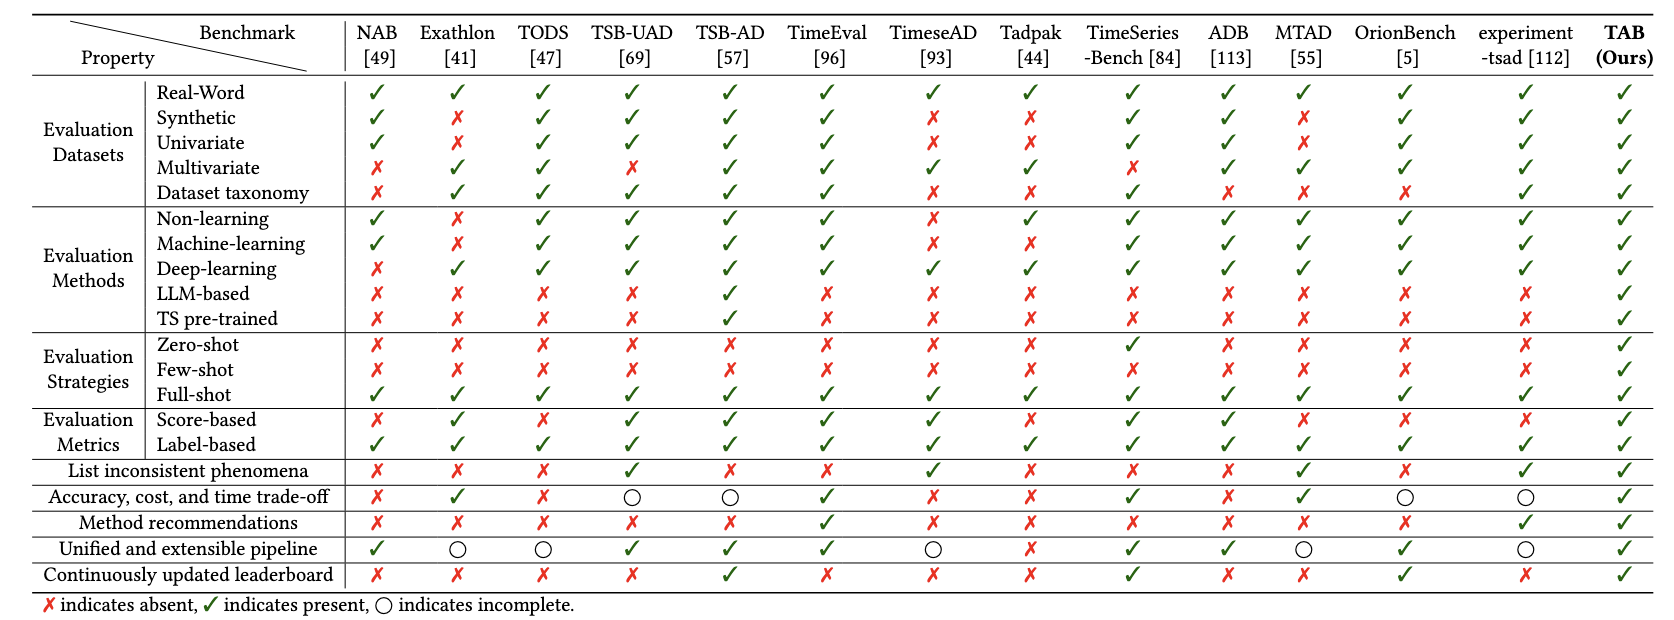 Benchmark NAB Exathlon TODS TSB-UAD TSB-AD TimeEval TimeseAD Tadpak TimeSeries ADB MTAD OrionBench experiment TAB
Property [49] [41] [47] [69] [57] [96] [93] [44] -Bench [84] [113] [55] [5] -tsad [112] (Ours)
Evaluation Datasets
Real-Word ✓ ✓ ✓ ✓ ✓ ✓ ✓ ✓ ✓ ✓ ✓ ✓ ✓ ✓
Synthetic ✓ ✗ ✓ ✓ ✓ ✓ ✗ ✗ ✓ ✓ ✗ ✓ ✓ ✓
Univariate ✓ ✗ ✓ ✓ ✓ ✓ ✗ ✗ ✓ ✓ ✗ ✓ ✓ ✓
Multivariate ✗ ✓ ✓ ✗ ✓ ✓ ✓ ✓ ✗ ✓ ✓ ✓ ✓ ✓
Dataset taxonomy ✗ ✓ ✓ ✓ ✓ ✓ ✗ ✗ ✓ ✗ ✗ ✗ ✓ ✓
Evaluation Methods
Non-learning ✓ ✗ ✓ ✓ ✓ ✓ ✗ ✓ ✓ ✓ ✓ ✓ ✓ ✓
Machine-learning ✓ ✗ ✓ ✓ ✓ ✓ ✗ ✗ ✓ ✓ ✓ ✓ ✓ ✓
Deep-learning ✗ ✓ ✓ ✓ ✓ ✓ ✓ ✓ ✓ ✓ ✓ ✓ ✓ ✓
LLM-based ✗ ✗ ✗ ✗ ✓ ✗ ✗ ✗ ✗ ✗ ✗ ✗ ✗ ✓
TS pre-trained ✗ ✗ ✗ ✗ ✓ ✗ ✗ ✗ ✗ ✗ ✗ ✗ ✗ ✓
Evaluation Strategies
Zero-shot ✗ ✗ ✗ ✗ ✗ ✗ ✗ ✗ ✓ ✗ ✗ ✗ ✗ ✓
Few-shot ✗ ✗ ✗ ✗ ✗ ✗ ✗ ✗ ✗ ✗ ✗ ✗ ✗ ✓
Full-shot ✓ ✓ ✓ ✓ ✓ ✓ ✓ ✓ ✓ ✓ ✓ ✓ ✓ ✓
Evaluation Metrics
Score-based ✗ ✓ ✗ ✓ ✓ ✓ ✓ ✗ ✓ ✓ ✗ ✗ ✗ ✓
Label-based ✓ ✓ ✓ ✓ ✓ ✓ ✓ ✓ ✓ ✓ ✓ ✓ ✓ ✓
List inconsistent phenomena ✗ ✗ ✗ ✓ ✗ ✗ ✓ ✗ ✗ ✗ ✓ ✗ ✓ ✓
Accuracy, cost, and time trade-off ✗ ✓ ✗ ○ ○ ✓ ✗ ✗ ✓ ✗ ✓ ○ ○ ✓
Method recommendations ✗ ✗ ✗ ✗ ✗ ✓ ✗ ✗ ✗ ✗ ✗ ✗ ✓ ✓
Unified and extensible pipeline ✓ ○ ○ ✓ ✓ ✓ ○ ✗ ✓ ✓ ○ ✓ ○ ✓
Continuously updated leaderboard ✗ ✗ ✗ ✗ ✓ ✗ ✗ ✗ ✓ ✗ ✗ ✓ ✗ ✓
✗ indicates absent, ✓ indicates present, ○ indicates incomplete.